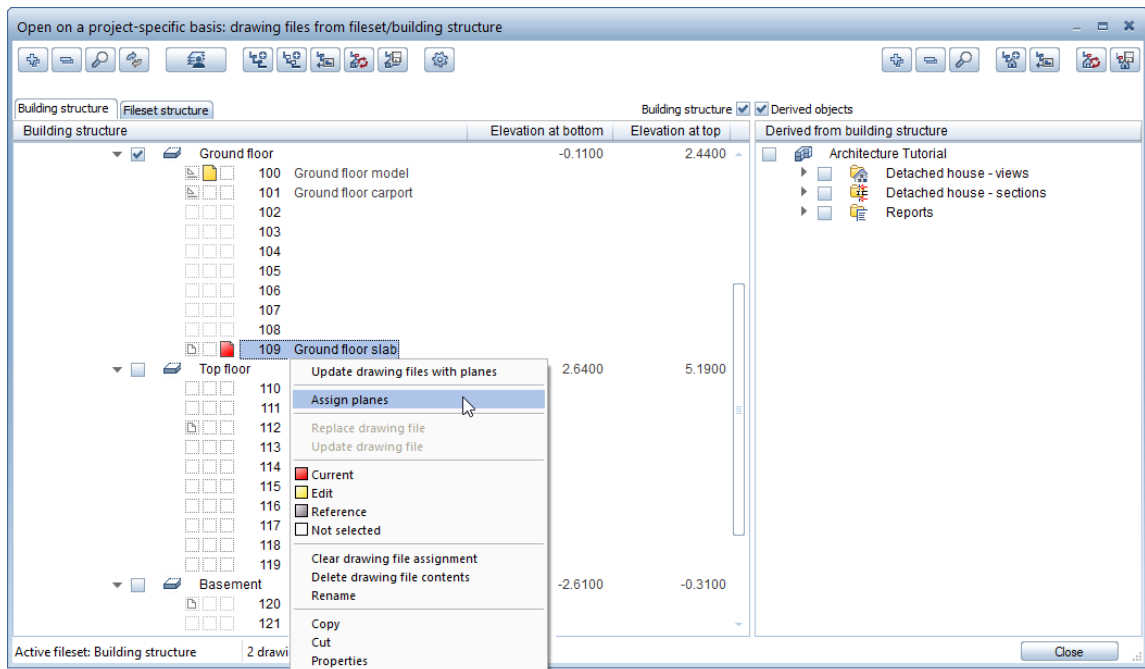 Open on a project-specific basis: drawing files from fileset/building structure
Building structure Fileset structure Building structure Derived objects
Building structure Elevation at bottom Elevation at top Derived from building structure
Ground floor -0.1100 2.4400 Architecture Tutorial
100 Ground floor model Detached house - views
101 Ground floor carport Detached house - sections
102 Reports
103
104
105
106
107
108
109 Ground floor slab
Top floor Update drawing files with planes 2.6400 5.1900
110
111 Assign planes
112 Replace drawing file
113 Update drawing file
114 Current
115 Edit
116 Reference
117 Not selected
118 Clear drawing file assignment
119 Delete drawing file contents
Basement Rename -2.6100 -0.3100
120
121 Copy
Cut
Active fileset: Building structure 2 drawi Properties Close